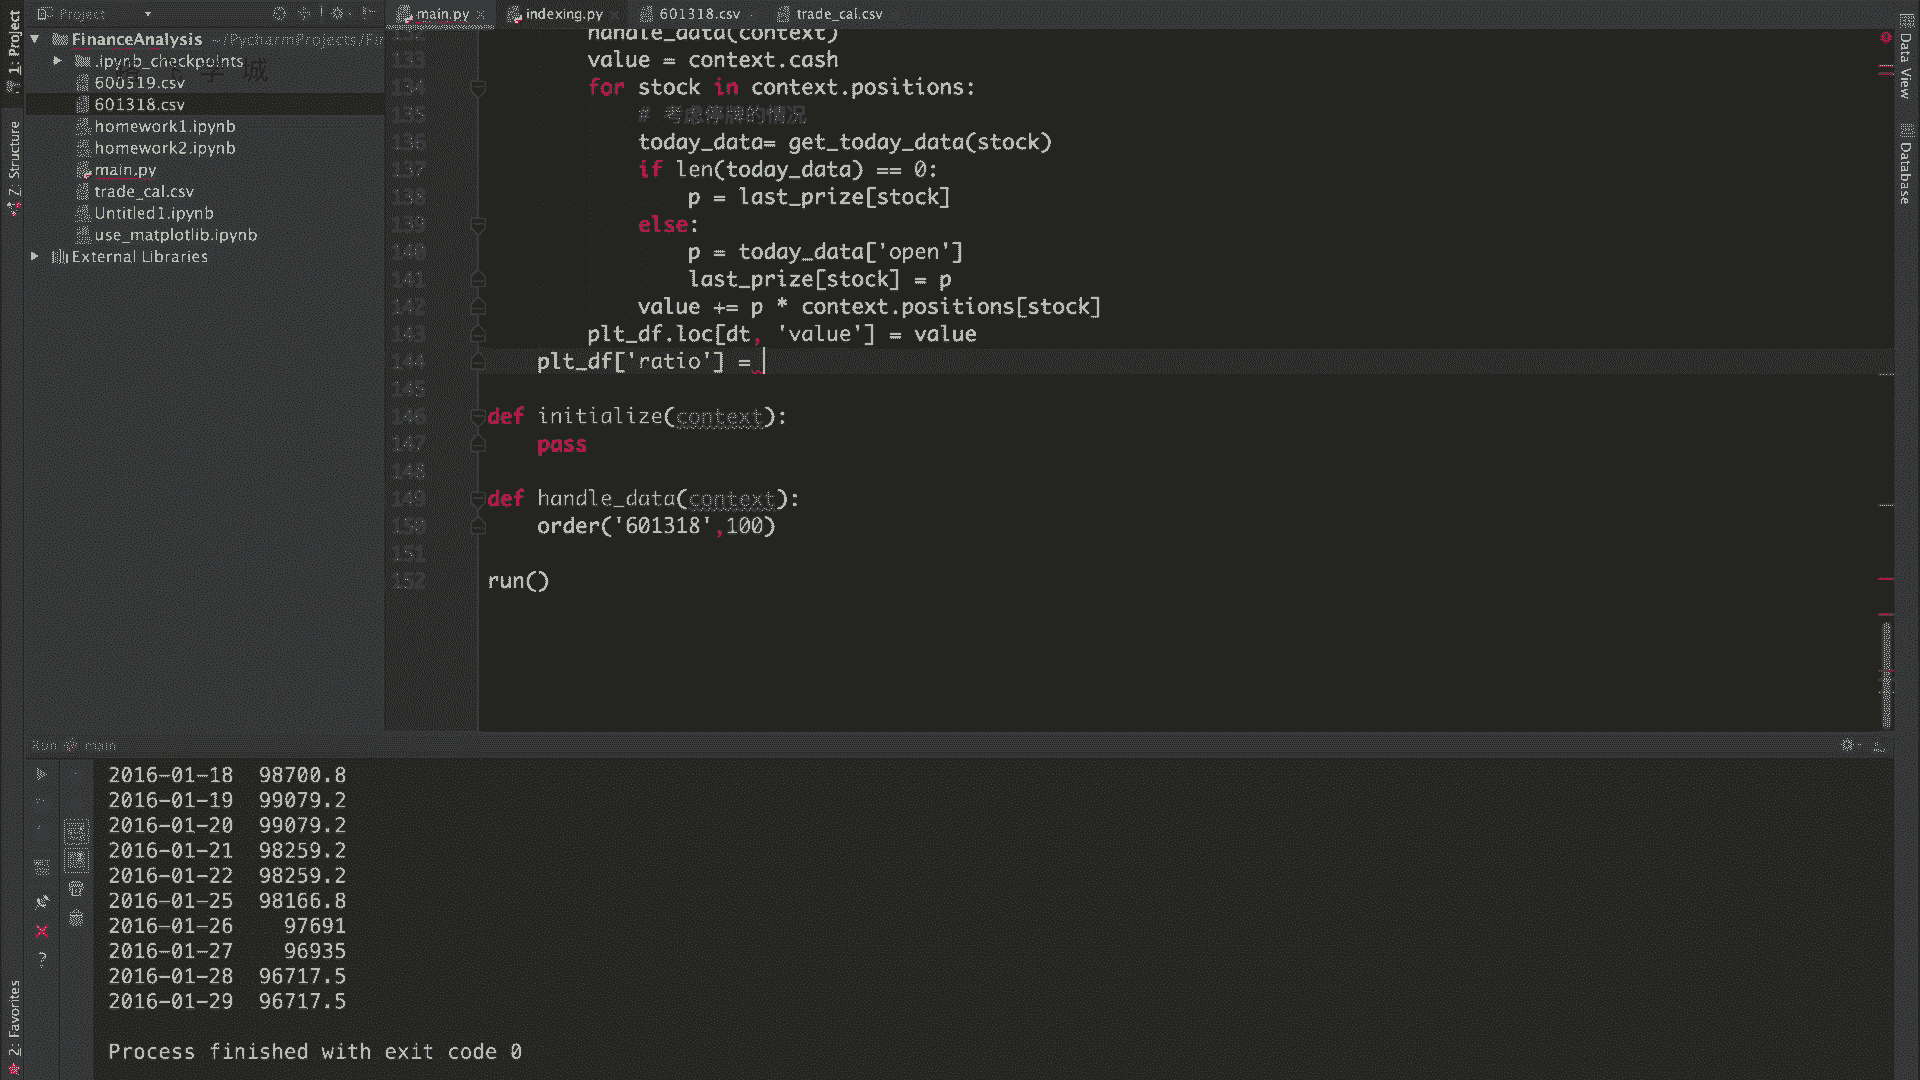 Project
main.py
indexing.py
601318.csv
trade_cal.csv
1: Project
FinanceAnalysis ~/PycharmProjects/Fi
.ipynb_checkpoints
600519.csv
601318.csv
homework1.ipynb
homework2.ipynb
main.py
trade_cal.csv
Untitled1.ipynb
use_matplotlib.ipynb
External Libraries
7: Structure
2: Favorites
Data View
Database
132 handle_data(context)
133 value = context.cash
134 for stock in context.positions:
135 # 考虑停牌的情况
136 today_data= get_today_data(stock)
137 if len(today_data) == 0:
138 p = last_prize[stock]
139 else:
140 p = today_data['open']
141 last_prize[stock] = p
142 value += p * context.positions[stock]
143 plt_df.loc[dt, 'value'] = value
144 plt_df['ratio'] =
145
146 def initialize(context):
147 pass
148
149 def handle_data(context):
150 order('601318',100)
151
152 run()
Run main
2016-01-18 98700.8
2016-01-19 99079.2
2016-01-20 99079.2
2016-01-21 98259.2
2016-01-22 98259.2
2016-01-25 98166.8
2016-01-26 97691
2016-01-27 96935
2016-01-28 96717.5
2016-01-29 96717.5
Process finished with exit code 0